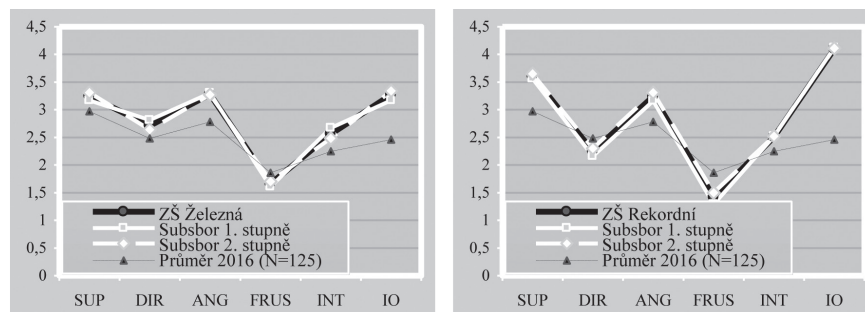 4,5
4
3,5
3
2,5
2
1,5
1
0,5
0
ZŠ Železná
Subsbor 1. stupně
Subsbor 2. stupně
Průměr 2016 (N=125)
SUP DIR ANG FRUS INT IO
4,5
4
3,5
3
2,5
2
1,5
1
0,5
0
ZŠ Rekordní
Subsbor 1. stupně
Subsbor 2. stupně
Průměr 2016 (N=125)
SUP DIR ANG FRUS INT IO